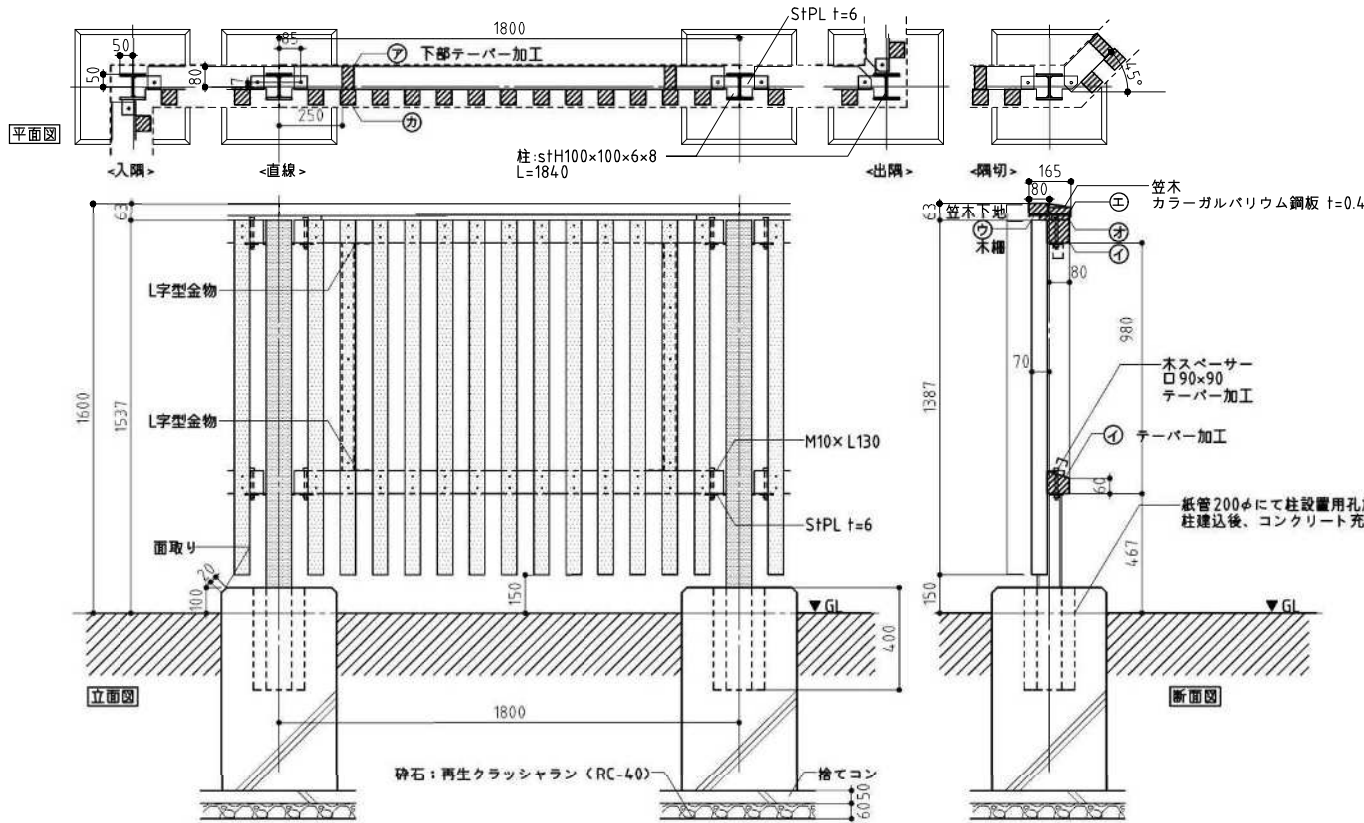 50
50
80
85
7
1800
StPL t=6
㋐ 下部テーパー加工
45°
250
㋕
平面図
<入隅>
<直線>
柱:stH100×100×6×8
L=1840
<出隅>
<隅切>
165
80
笠木
㋓ カラーガルバリウム鋼板 t=0.4
63
63
笠木下地
㋒
木柵
㋔
㋑
80
L字型金物
980
70
木スペーサー
口90×90
テーパー加工
1600
1537
1387
L字型金物
M10×L130
㋑ テーパー加工
60
StPL t=6
紙管200φにて柱設置用孔
柱建込後、コンクリート充
467
面取り
20
100
150
150
GL
GL
400
立面図
断面図
1800
砕石:再生クラッシャラン(RC-40)
捨てコン
50
60